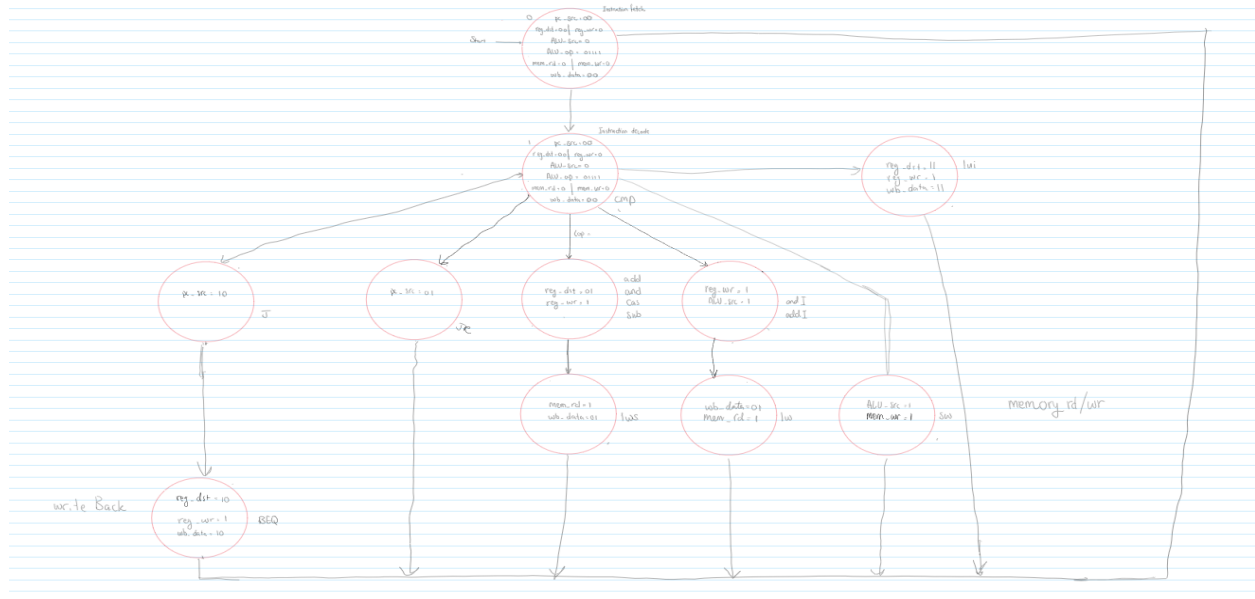 Instruction fetch
0 pc_src=00
reg_dst=00 | reg_wr=0
Start
ALU_src=0
ALU_op=
mem_rd=0 | mem_wr=0
wb_data=00
Instruction decode
1 pc_src=00
reg_dst=00 | reg_wr=0
ALU_src=0
ALU_op=
mem_rd=0 | mem_wr=0
wb_data=00
cmp
reg_dst=11
reg_wr=1
wb_data=11
lui
pc_src=10
J
pc_src=01
reg_dst=01
reg_wr=1
add
and
cas
sub
reg_wr=1
ALU_src=1
andI
addI
mem_rd=1
wb_data=01
lws
wb_data=01
mem_rd=1
lw
ALU_src=1
mem_wr=1
sw
memory rd/wr
write Back
reg_dst=10
reg_wr=1
wb_data=10
BEQ